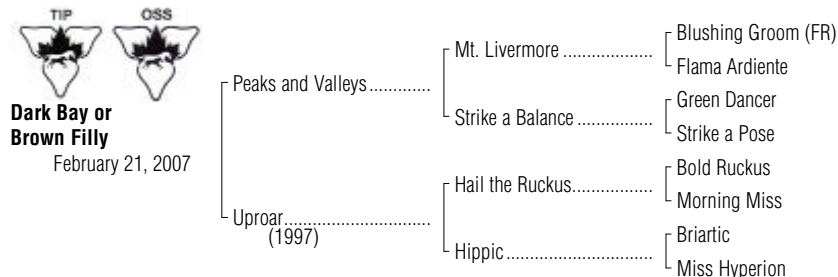 TIP OSS
Dark Bay or
Brown Filly
February 21, 2007
Peaks and Valleys.............
Uproar..............................
(1997)
Mt. Livermore ..................
Strike a Balance ...............
Hail the Ruckus................
Hippic.............................
Blushing Groom (FR)
Flama Ardiente
Green Dancer
Strike a Pose
Bold Ruckus
Morning Miss
Briartic
Miss Hyperion